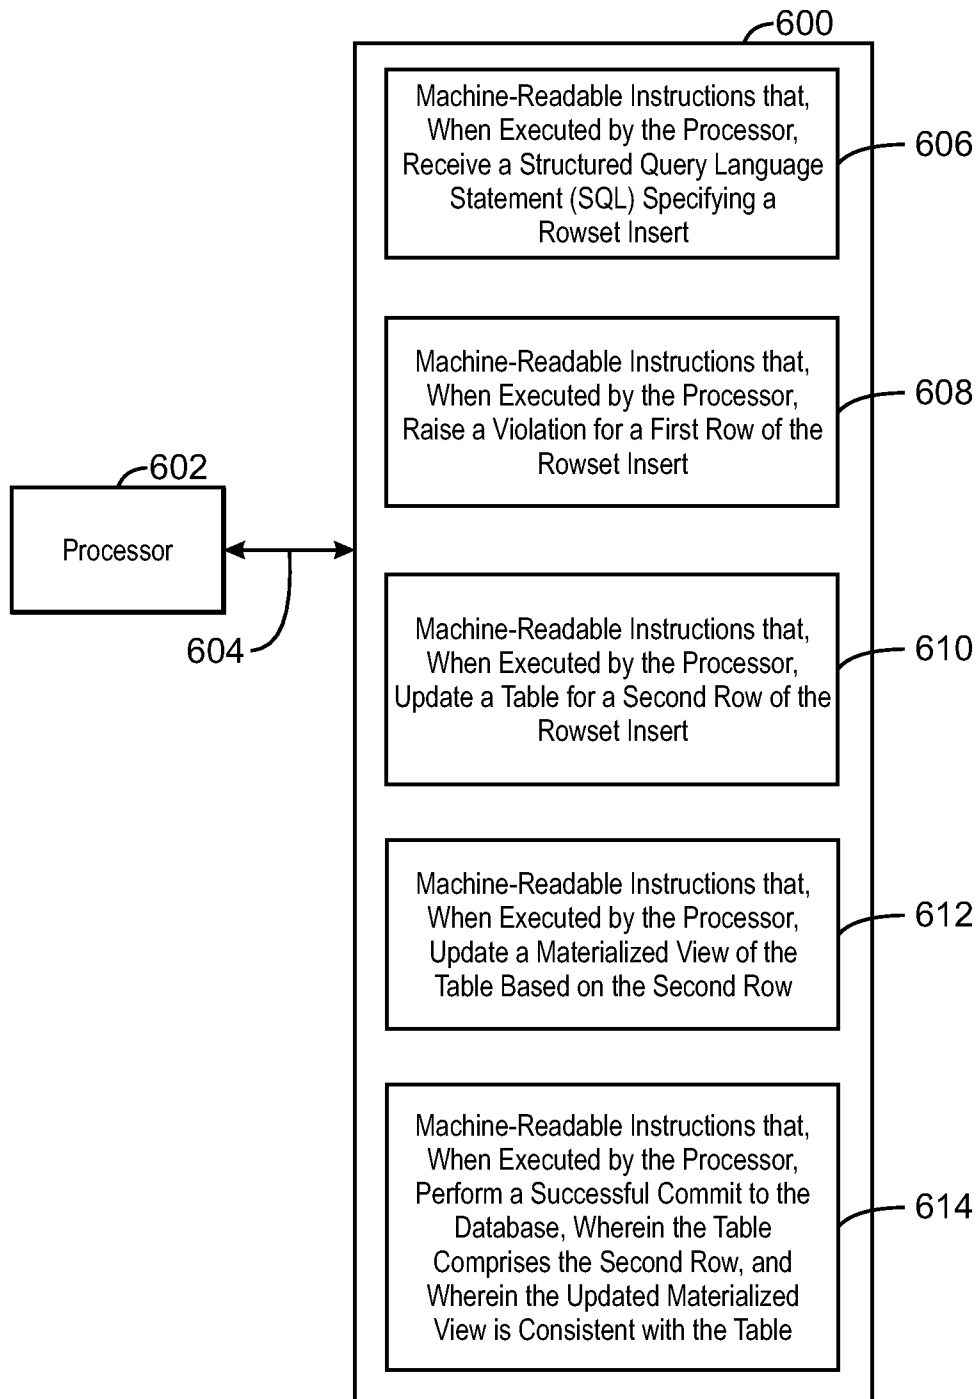 600
Machine-Readable Instructions that,
When Executed by the Processor,
Receive a Structured Query Language
Statement (SQL) Specifying a
Rowset Insert
606
Machine-Readable Instructions that,
When Executed by the Processor,
Raise a Violation for a First Row of the
Rowset Insert
608
602
Processor
604
Machine-Readable Instructions that,
When Executed by the Processor,
Update a Table for a Second Row of the
Rowset Insert
610
Machine-Readable Instructions that,
When Executed by the Processor,
Update a Materialized View of the
Table Based on the Second Row
612
Machine-Readable Instructions that,
When Executed by the Processor,
Perform a Successful Commit to the
Database, Wherein the Table
Comprises the Second Row, and
Wherein the Updated Materialized
View is Consistent with the Table
614